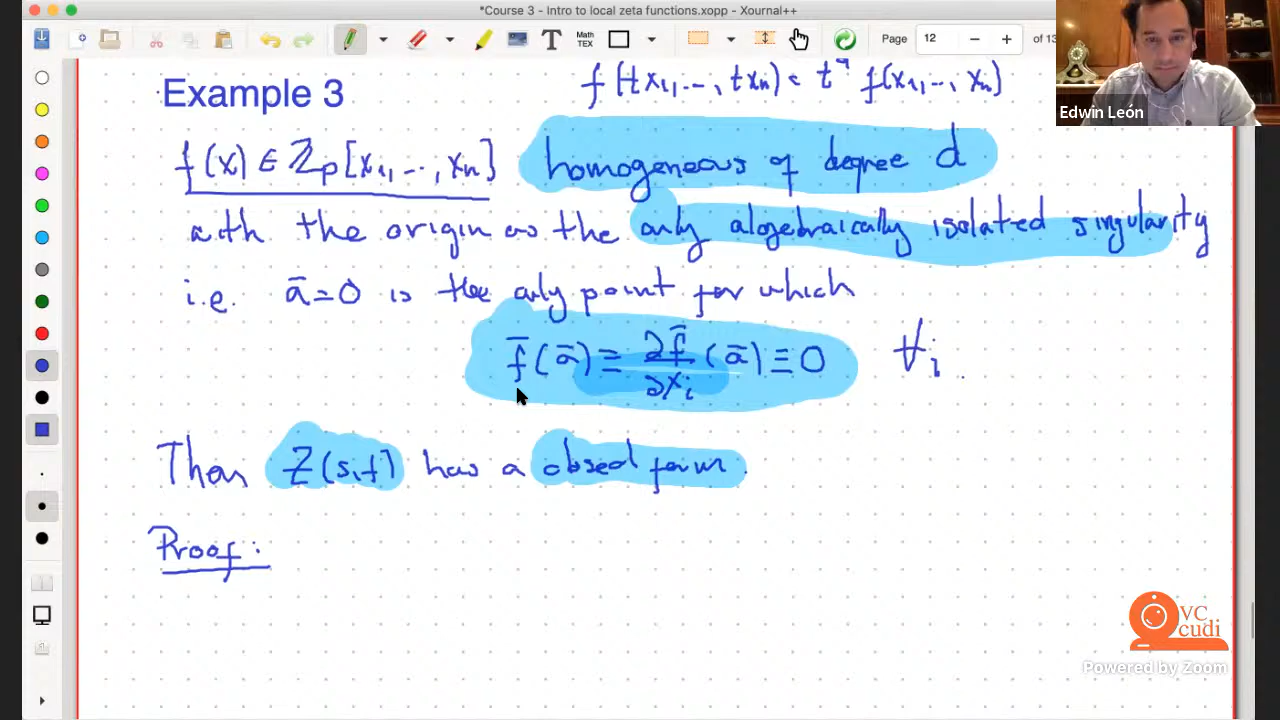 *Course 3 - Intro to local zeta functions.xopp - Xournal++
T Math TEX Page 12 of 13
Edwin León
f(tx₁,..., txₙ) = t^d f(x₁,..., xₙ)
Example 3
f(x) ∈ ℤp[x₁,..., xₙ] homogeneous of degree d
with the origin as the only algebraically isolated singularity
i.e. ā=0 is the only point for which
f̄(ā) ≡ ∂f̄/∂xᵢ (ā) ≡ 0 ∀i.
Then Z(s,f) has a closed form.
Proof:
VC cudi
Powered by Zoom